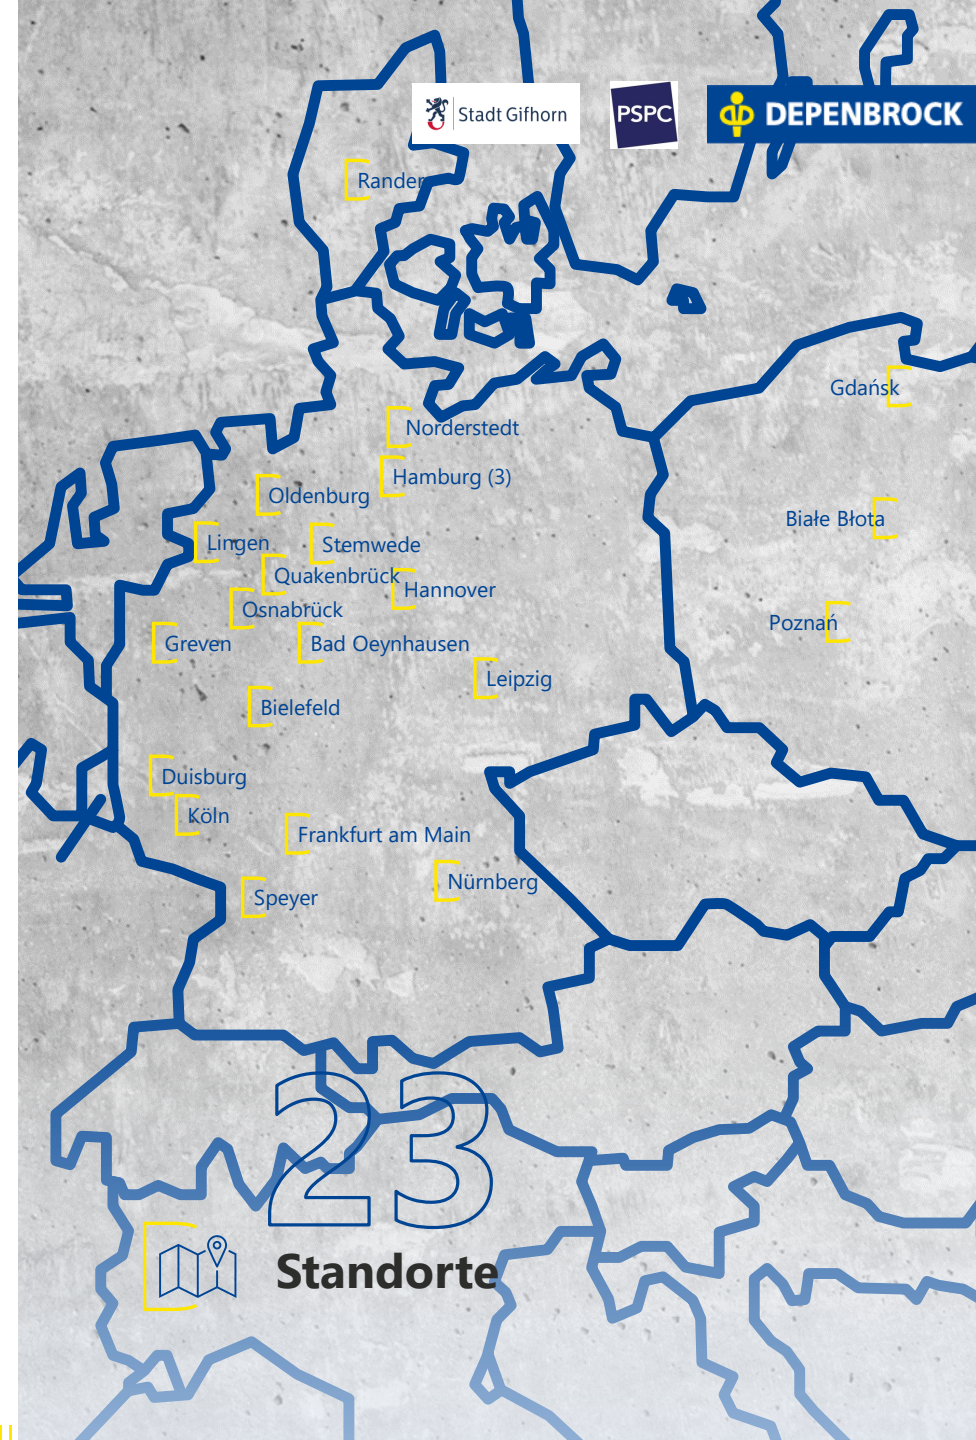 Stadt Gifhorn
PSPC
DEPENBROCK
Rander
Gdańsk
Norderstedt
Hamburg (3)
Oldenburg
Białe Błota
Lingen
Stemwede
Quakenbrück
Hannover
Osnabrück
Poznań
Greven
Bad Oeynhausen
Leipzig
Bielefeld
Duisburg
Köln
Frankfurt am Main
Nürnberg
Speyer
23
Standorte